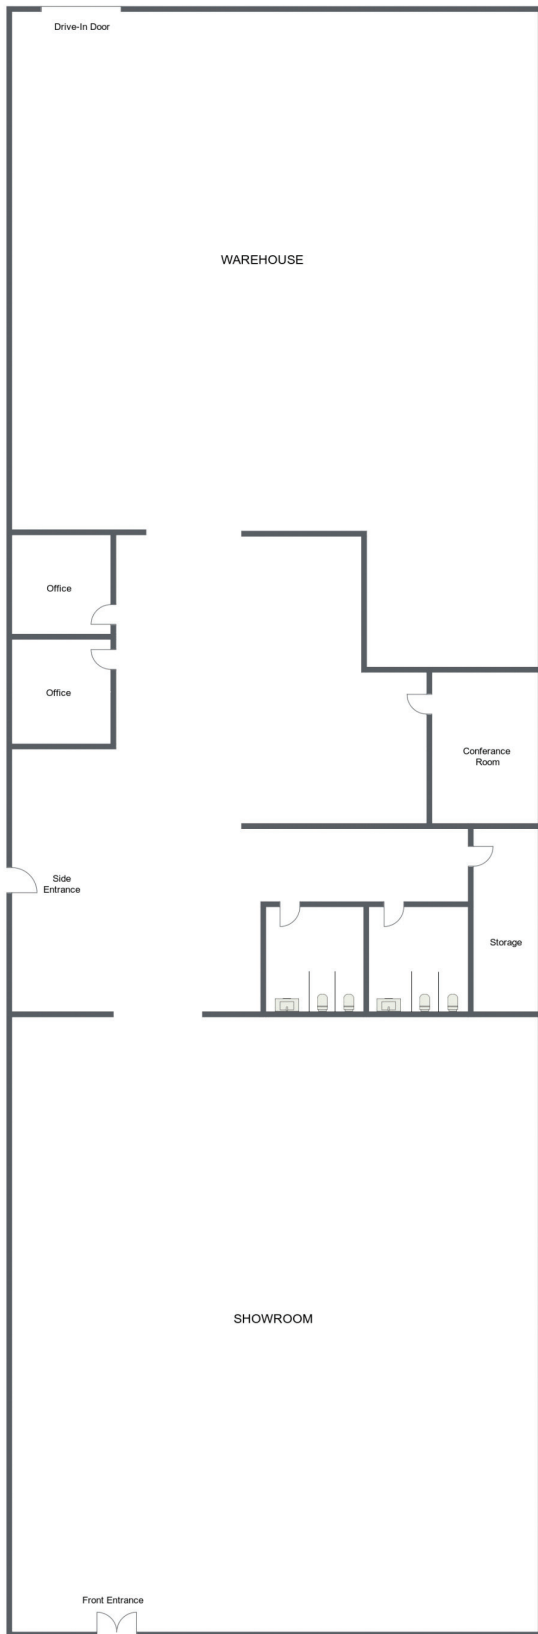 Drive-In Door
WAREHOUSE
Office
Office
Conferance
Room
Side
Entrance
Storage
SHOWROOM
Front Entrance